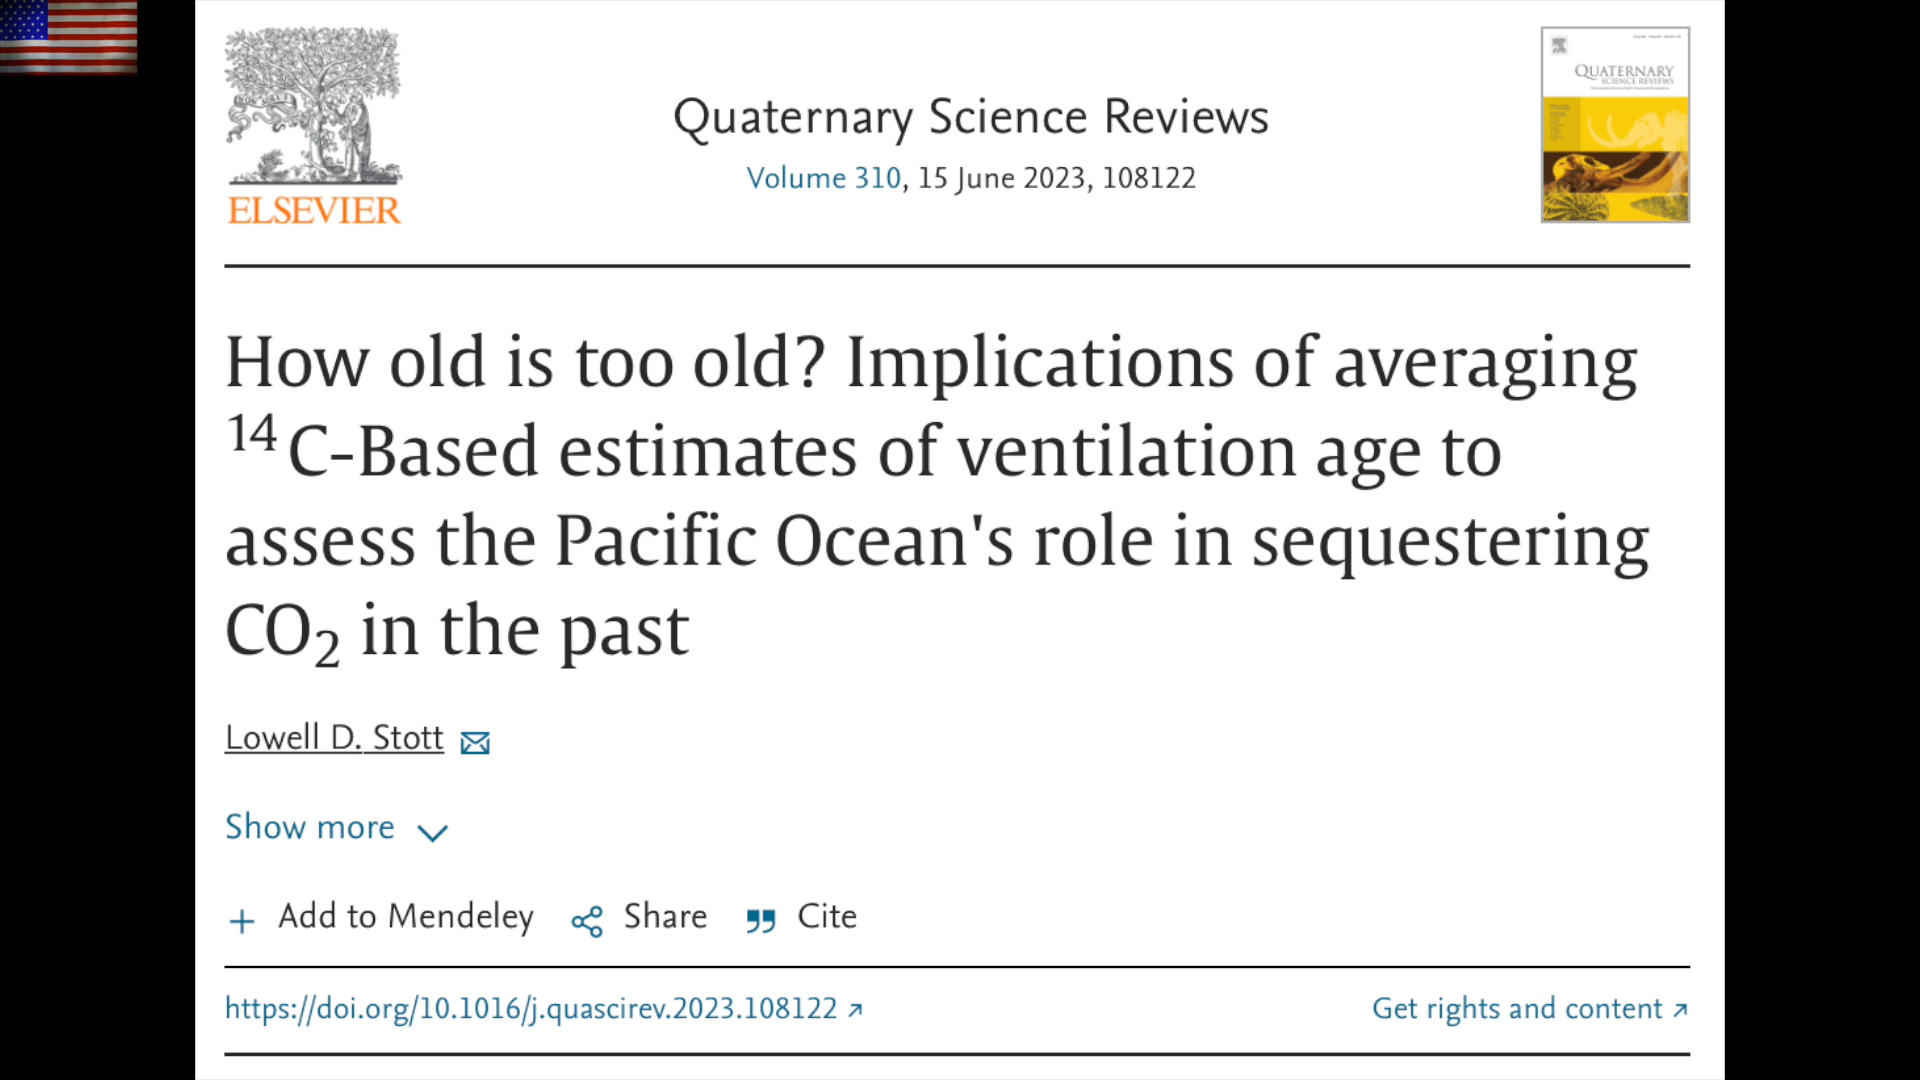 ELSEVIER
Quaternary Science Reviews
Volume 310, 15 June 2023, 108122
QUATERNARY
SCIENCE REVIEWS
How old is too old? Implications of averaging
¹⁴C-Based estimates of ventilation age to
assess the Pacific Ocean's role in sequestering
CO₂ in the past
Lowell D. Stott
Show more
Add to Mendeley
Share
Cite
https://doi.org/10.1016/j.quascirev.2023.108122
Get rights and content